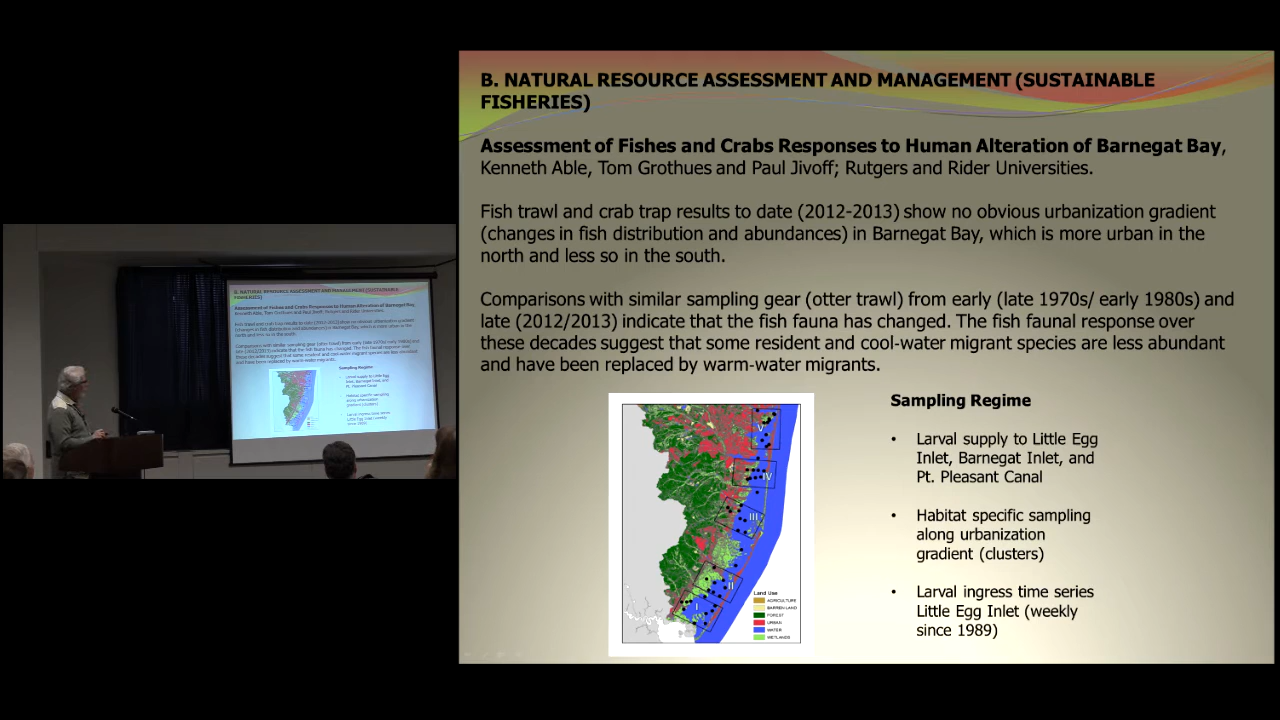 B. NATURAL RESOURCE ASSESSMENT AND MANAGEMENT (SUSTAINABLE
FISHERIES)
Assessment of Fishes and Crabs Responses to Human Alteration of Barnegat Bay,
Kenneth Able, Tom Grothues and Paul Jivoff; Rutgers and Rider Universities.
Fish trawl and crab trap results to date (2012-2013) show no obvious urbanization gradient
(changes in fish distribution and abundances) in Barnegat Bay, which is more urban in the
north and less so in the south.
Comparisons with similar sampling gear (otter trawl) from early (late 1970s/ early 1980s) and
late (2012/2013) indicate that the fish fauna has changed. The fish faunal response over
these decades suggest that some resident and cool-water migrant species are less abundant
and have been replaced by warm-water migrants.
V
IV
III
II
I
Land Use
AGRICULTURE
BARREN LAND
FOREST
URBAN
WATER
WETLANDS
Sampling Regime
• Larval supply to Little Egg
Inlet, Barnegat Inlet, and
Pt. Pleasant Canal
• Habitat specific sampling
along urbanization
gradient (clusters)
• Larval ingress time series
Little Egg Inlet (weekly
since 1989)